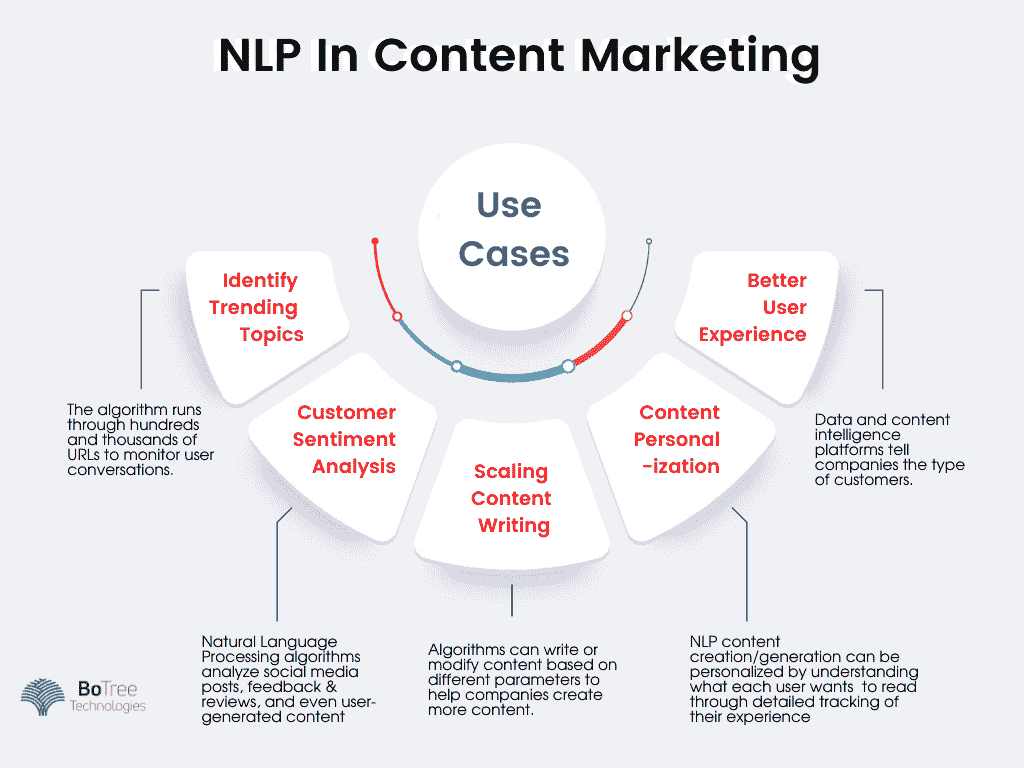 NLP In Content Marketing
Use
Cases
Identify
Trending
Topics
The algorithm runs
through hundreds
and thousands of
URLs to monitor user
conversations.
Customer
Sentiment
Analysis
Natural Language
Processing algorithms
analyze social media
posts, feedback &
reviews, and even user-
generated content
Scaling
Content
Writing
Algorithms can write or
modify content based on
different parameters to
help companies create
more content.
Content
Personal
-ization
NLP content
creation/generation can be
personalized by understanding
what each user wants  to read
through detailed tracking of
their experience
Better
User
Experience
Data and content
intelligence
platforms tell
companies the type
of customers.
BoTree
Technologies